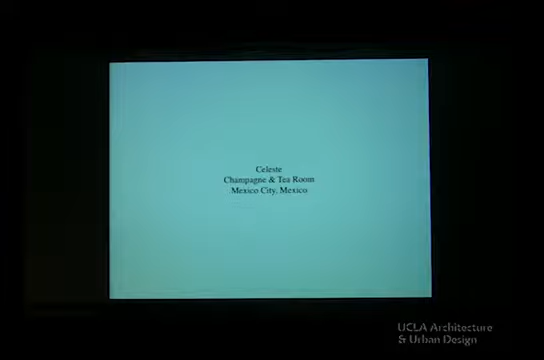 Celeste
Champagne & Tea Room
Mexico City, Mexico
UCLA Architecture
& Urban Design